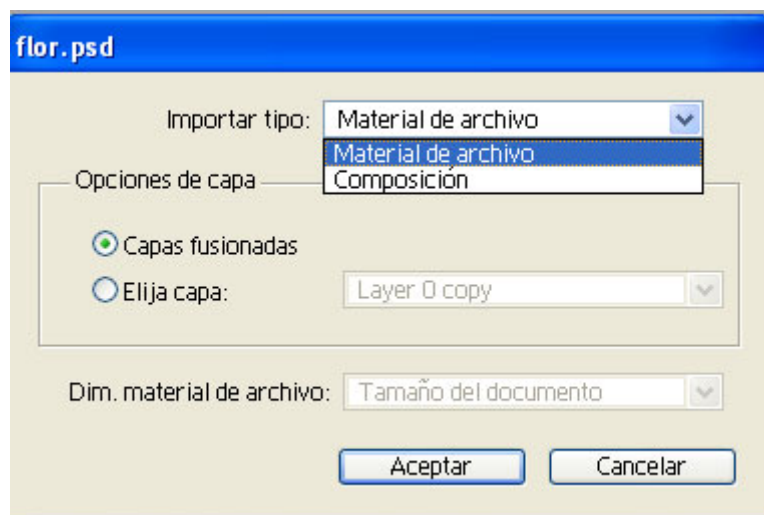 flor.psd
Importar tipo: Material de archivo
Material de archivo
Composición
Opciones de capa
Capas fusionadas
Elija capa: Layer 0 copy
Dim. material de archivo: Tamaño del documento
Aceptar Cancelar